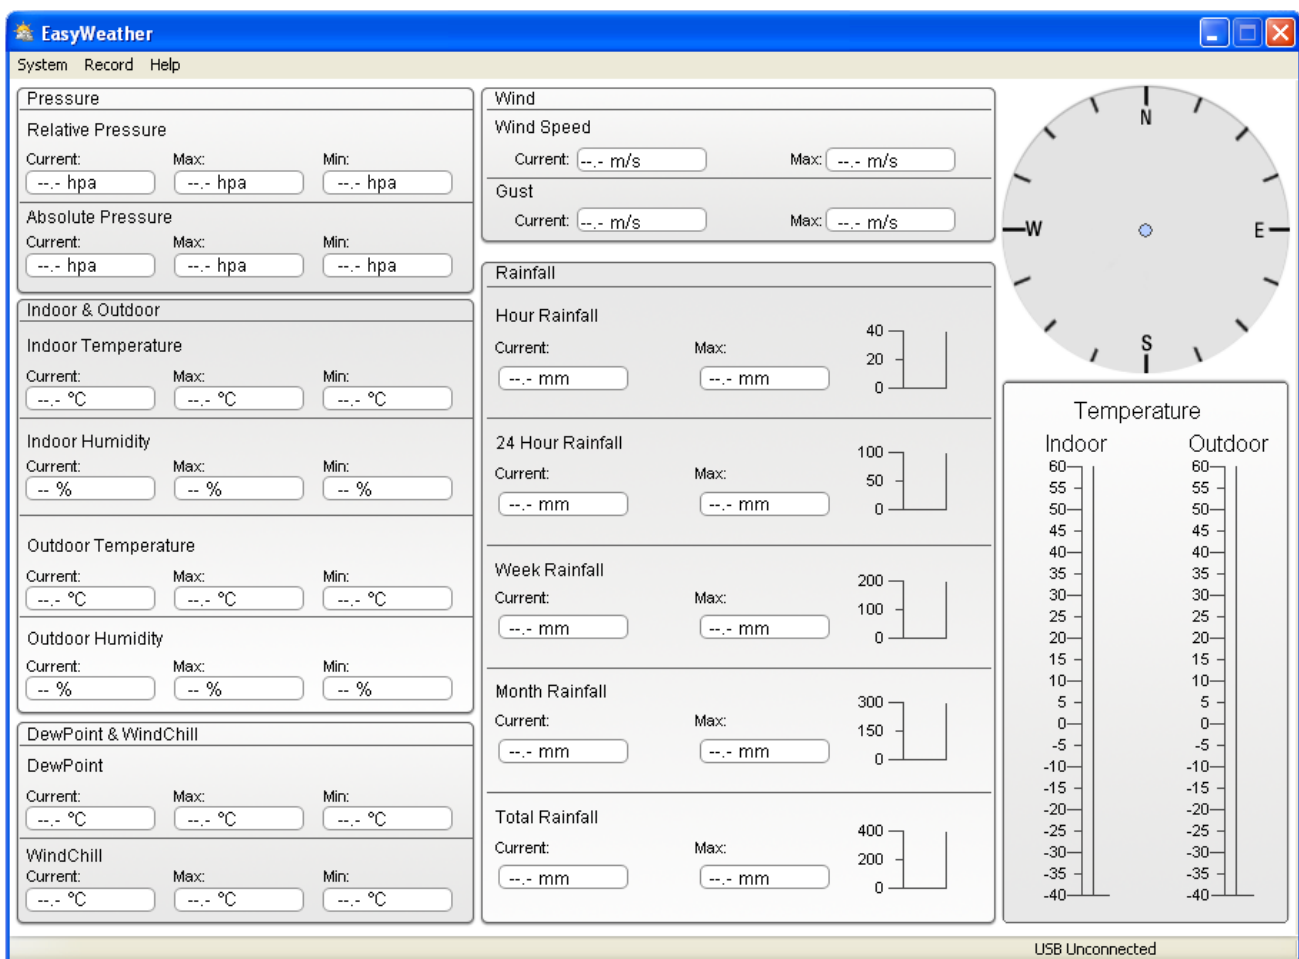 EasyWeather
System Record Help
Pressure
Relative Pressure
Current: Max: Min:
--.- hpa --.- hpa --.- hpa
Absolute Pressure
Current: Max: Min:
--.- hpa --.- hpa --.- hpa
Indoor & Outdoor
Indoor Temperature
Current: Max: Min:
--.- °C --.- °C --.- °C
Indoor Humidity
Current: Max: Min:
-- % -- % -- %
Outdoor Temperature
Current: Max: Min:
--.- °C --.- °C --.- °C
Outdoor Humidity
Current: Max: Min:
-- % -- % -- %
DewPoint & WindChill
DewPoint
Current: Max: Min:
--.- °C --.- °C --.- °C
WindChill
Current: Max: Min:
--.- °C --.- °C --.- °C
Wind
Wind Speed
Current: --.- m/s Max: --.- m/s
Gust
Current: --.- m/s Max: --.- m/s
Rainfall
Hour Rainfall
Current: Max:
--.- mm --.- mm
40
20
0
24 Hour Rainfall
Current: Max:
--.- mm --.- mm
100
50
0
Week Rainfall
Current: Max:
--.- mm --.- mm
200
100
0
Month Rainfall
Current: Max:
--.- mm --.- mm
300
150
0
Total Rainfall
Current: Max:
--.- mm --.- mm
400
200
0
N
W E
S
Temperature
Indoor Outdoor
60 60
55 55
50 50
45 45
40 40
35 35
30 30
25 25
20 20
15 15
10 10
5 5
0 0
-5 -5
-10 -10
-15 -15
-20 -20
-25 -25
-30 -30
-35 -35
-40 -40
USB Unconnected